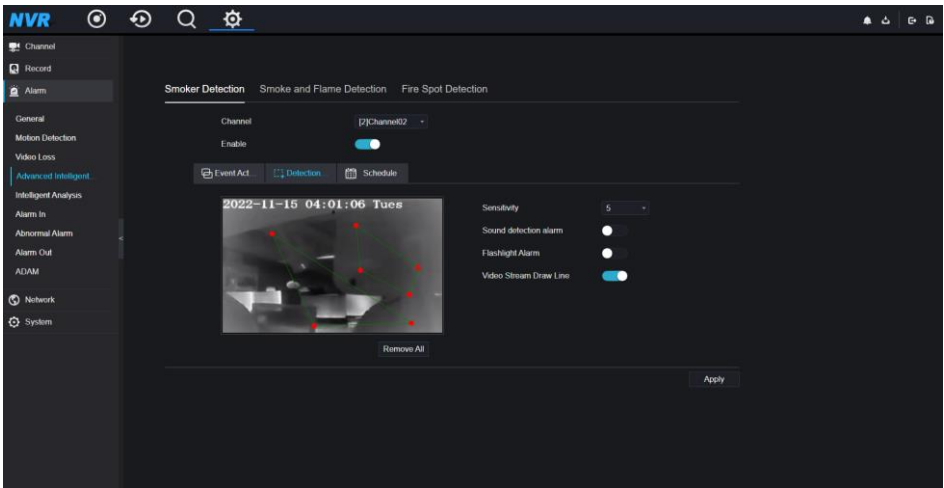 NVR
Channel
Record
Alarm
General
Motion Detection
Video Loss
Advanced Intelligent..
Intelligent Analysis
Alarm In
Abnormal Alarm
Alarm Out
ADAM
Network
System
Smoker Detection Smoke and Flame Detection Fire Spot Detection
Channel [2]Channel02
Enable
Event Act... Detection... Schedule
2022-11-15 04:01:06 Tues
Sensitivity 5
Sound detection alarm
Flashlight Alarm
Video Stream Draw Line
Remove All
Apply